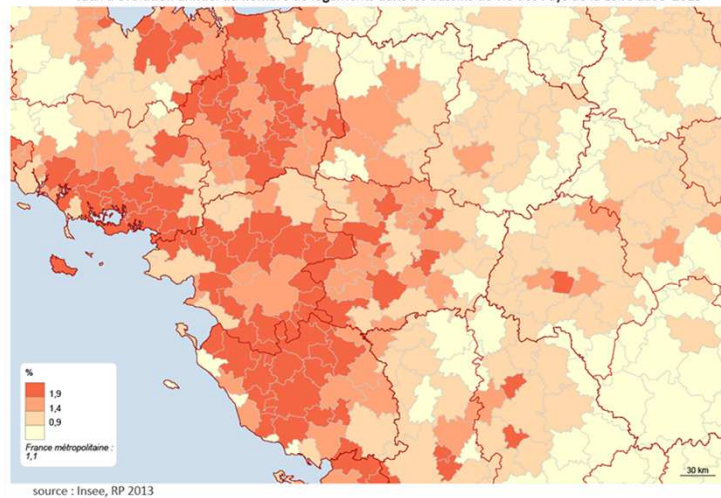 %
1,9
1,4
0,9
France métropolitaine :
1,1
30 km
source : Insee, RP 2013